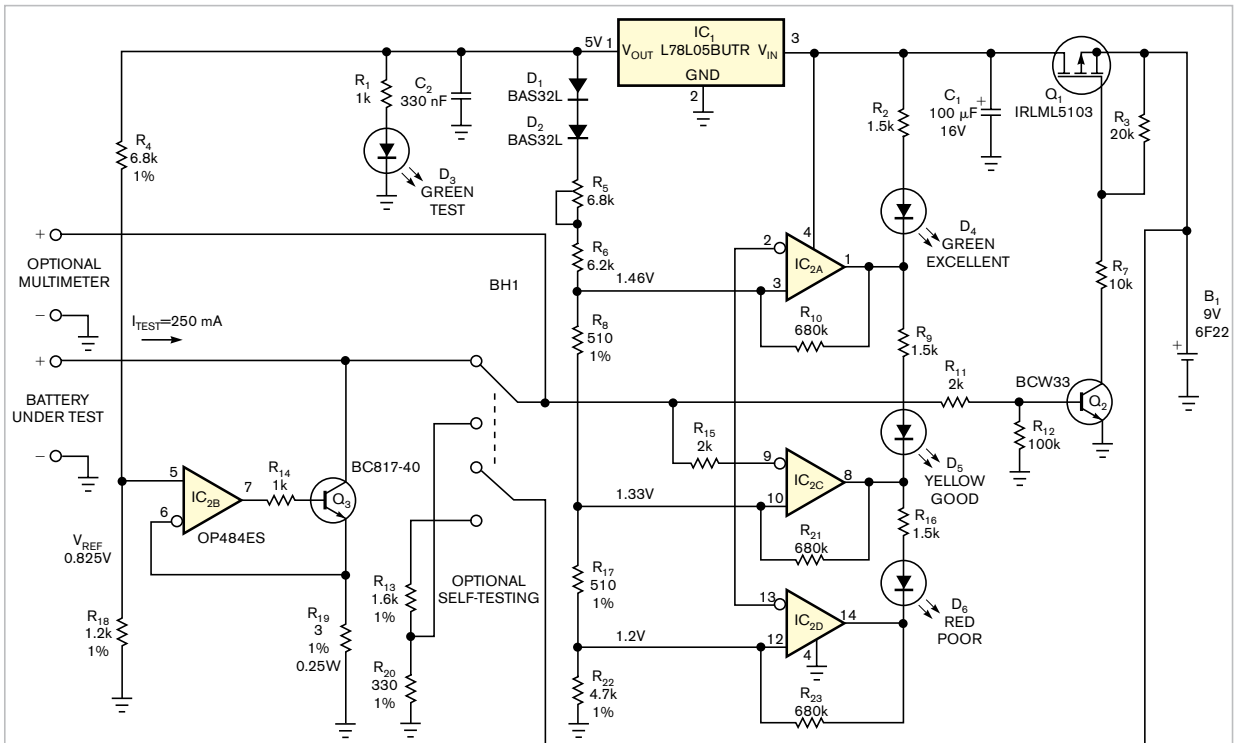 IC1
5V 1 VOUT L78L05BUTR VIN 3
GND
2
R1
1k
C2
330 nF
D1
BAS32L
D2
BAS32L
R2
1.5k
C1
100 µF
16V
+
Q1
IRLML5103
R3
20k
R4
6.8k
1%
D3
GREEN
TEST
R5
6.8k
R6
6.2k
D4
GREEN
EXCELLENT
+
OPTIONAL
MULTIMETER
−
BH1
1.46V
2
3
4
IC2A
1
R10
680k
R7
10k
B1
9V
6F22
+
ITEST=250 mA
R8
510
1%
R9
1.5k
+
BATTERY
UNDER TEST
−
R11
2k
BCW33
Q2
R12
100k
R15
2k
D5
YELLOW
GOOD
5
6
IC2B
7
OP484ES
R14
1k
BC817-40
Q3
1.33V
9
10
IC2C
8
R21
680k
R16
1.5k
VREF
0.825V
R13
1.6k
1%
OPTIONAL
SELF-TESTING
R17
510
1%
R18
1.2k
1%
R19
3
1%
0.25W
R20
330
1%
1.2V
13
12
IC2D
14
4
D6
RED
POOR
R22
4.7k
1%
R23
680k